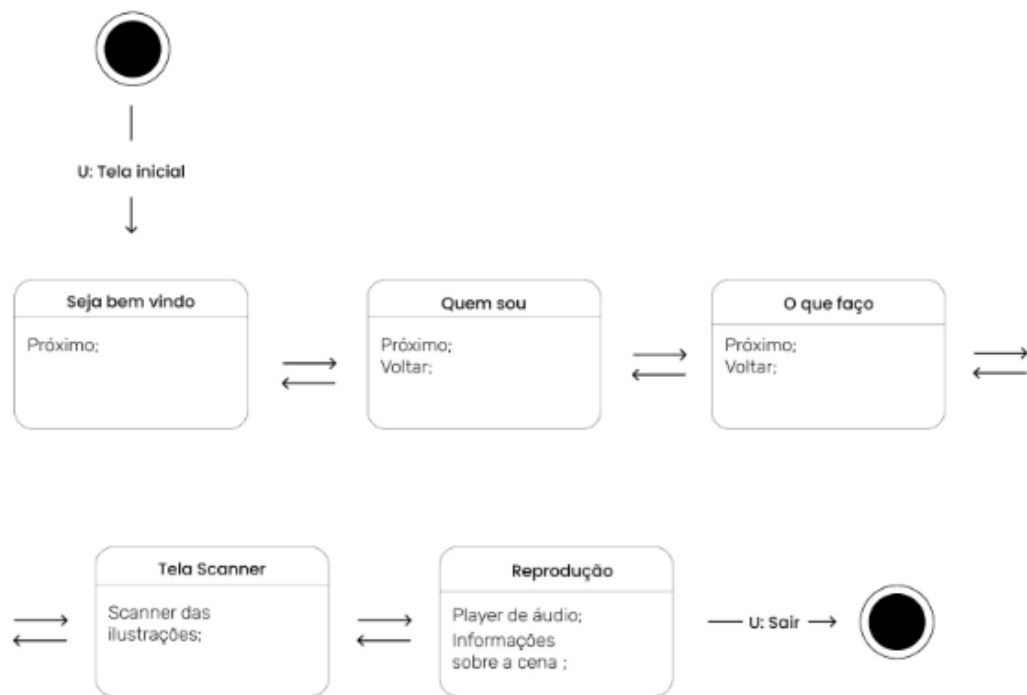 U: Tela inicial
Seja bem vindo
Próximo;
Quem sou
Próximo;
Voltar;
O que faço
Próximo;
Voltar;
Tela Scanner
Scanner das
ilustrações;
Reprodução
Player de áudio;
Informações
sobre a cena ;
U: Sair